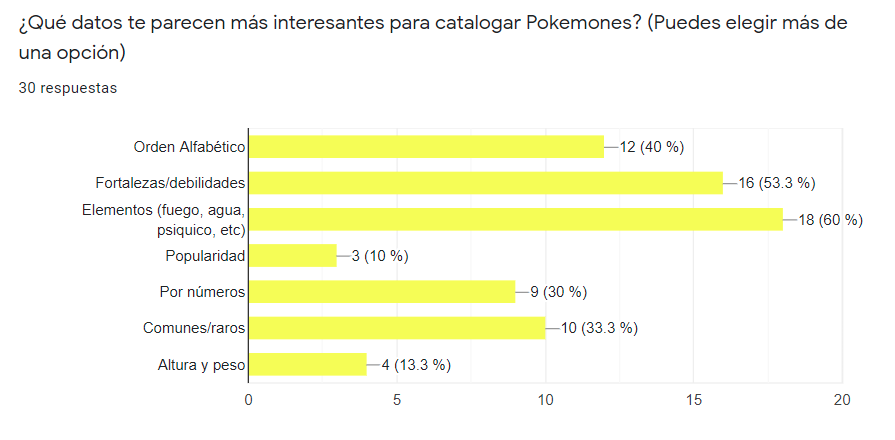 ¿Qué datos te parecen más interesantes para catalogar Pokemones? (Puedes elegir más de
una opción)
30 respuestas
Orden Alfabético 12 (40 %)
Fortalezas/debilidades 16 (53.3 %)
Elementos (fuego, agua,
psiquico, etc) 18 (60 %)
Popularidad 3 (10 %)
Por números 9 (30 %)
Comunes/raros 10 (33.3 %)
Altura y peso 4 (13.3 %)
0 5 10 15 20